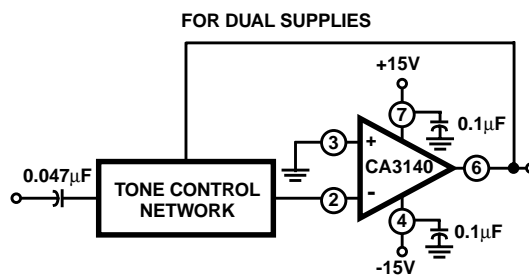 FOR DUAL SUPPLIES
+15V
7
0.1μF
3
+
CA3140
6
0.047μF
TONE CONTROL
NETWORK
2
-
4
0.1μF
-15V